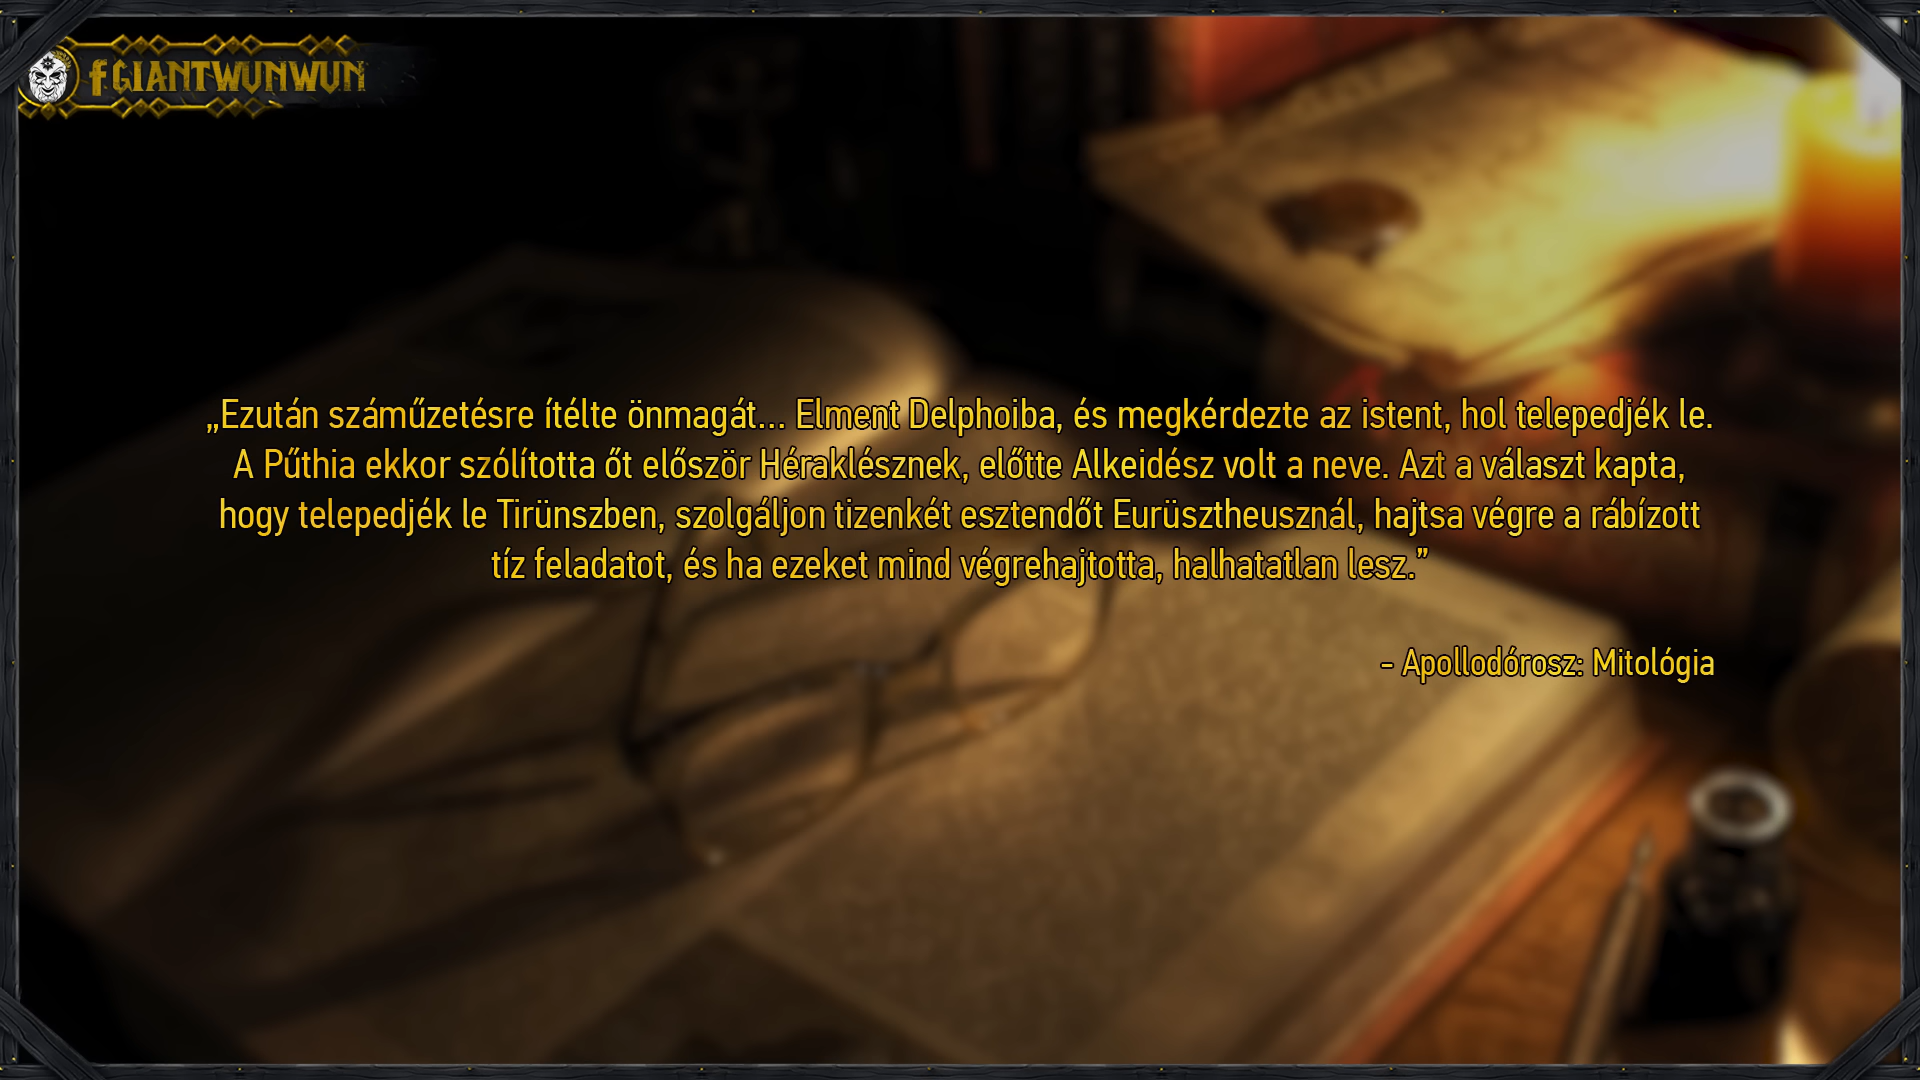 fGIANTWUNWUN
„Ezután száműzetésre ítélte önmagát... Elment Delphoiba, és megkérdezte az istent, hol telepedjék le.
A Pűthia ekkor szólította őt először Héraklésznek, előtte Alkeidész volt a neve. Azt a választ kapta,
hogy telepedjék le Tirünszben, szolgáljon tizenkét esztendőt Eurüsztheusznál, hajtsa végre a rábízott
tíz feladatot, és ha ezeket mind végrehajtotta, halhatatlan lesz.”
- Apollodórosz: Mitológia